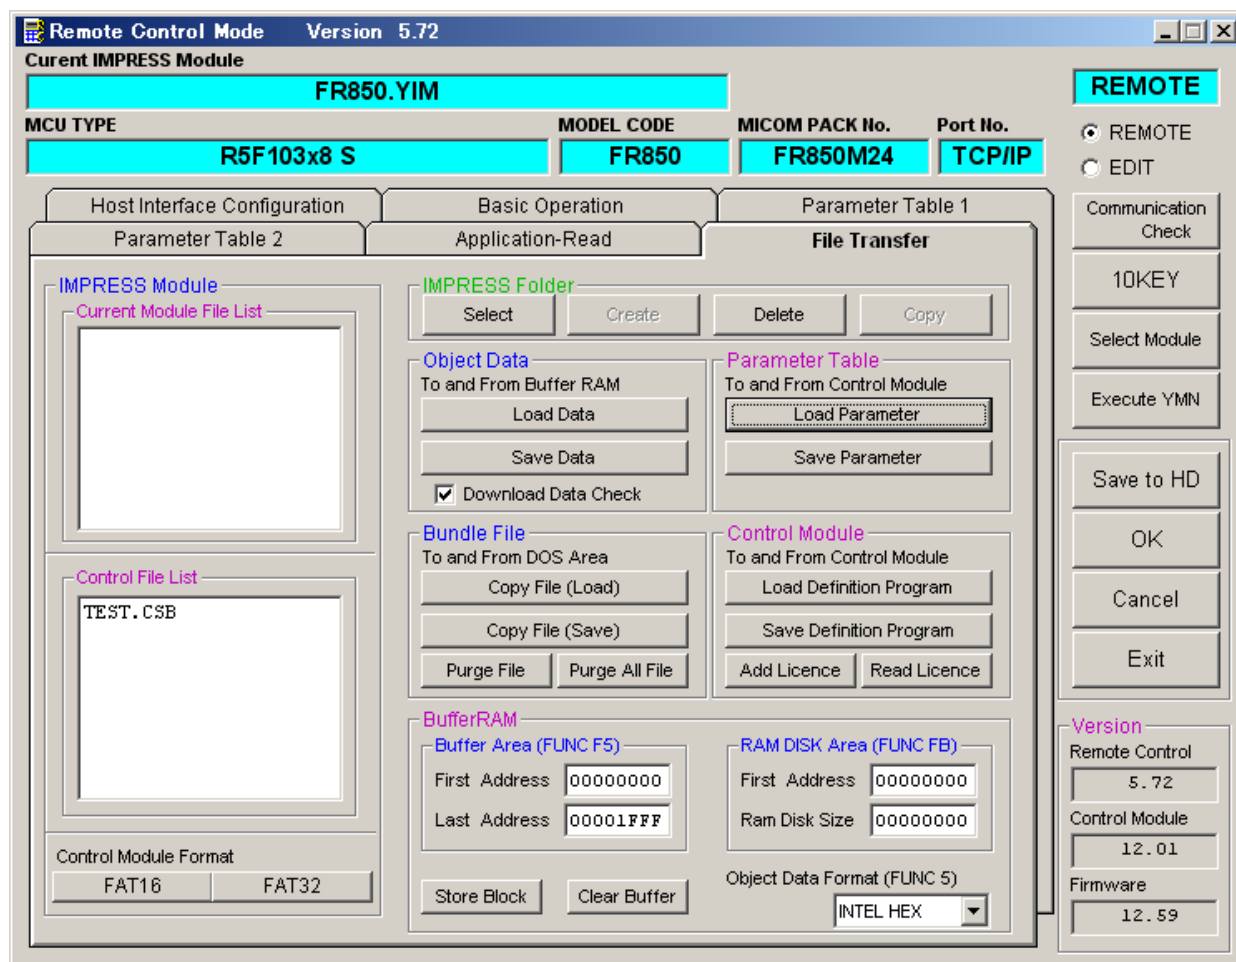 Remote Control Mode Version 5.72
Curent IMPRESS Module
FR850.YIM
REMOTE
MCU TYPE MODEL CODE MICOM PACK No. Port No.
R5F103x8 S FR850 FR850M24 TCP/IP
REMOTE
EDIT
Host Interface Configuration Basic Operation Parameter Table 1
Parameter Table 2 Application-Read File Transfer
Communication
Check
10KEY
Select Module
Execute YMN
Save to HD
OK
Cancel
Exit
IMPRESS Module
Current Module File List
Control File List
TEST.CSB
Control Module Format
FAT16 FAT32
IMPRESS Folder
Select Create Delete Copy
Object Data
To and From Buffer RAM
Load Data
Save Data
Download Data Check
Parameter Table
To and From Control Module
Load Parameter
Save Parameter
Bundle File
To and From DOS Area
Copy File (Load)
Copy File (Save)
Purge File Purge All File
Control Module
To and From Control Module
Load Definition Program
Save Definition Program
Add Licence Read Licence
BufferRAM
Buffer Area (FUNC F5)
First Address 00000000
Last Address 00001FFF
RAM DISK Area (FUNC FB)
First Address 00000000
Ram Disk Size 00000000
Store Block Clear Buffer
Object Data Format (FUNC 5)
INTEL HEX
Version
Remote Control
5.72
Control Module
12.01
Firmware
12.59